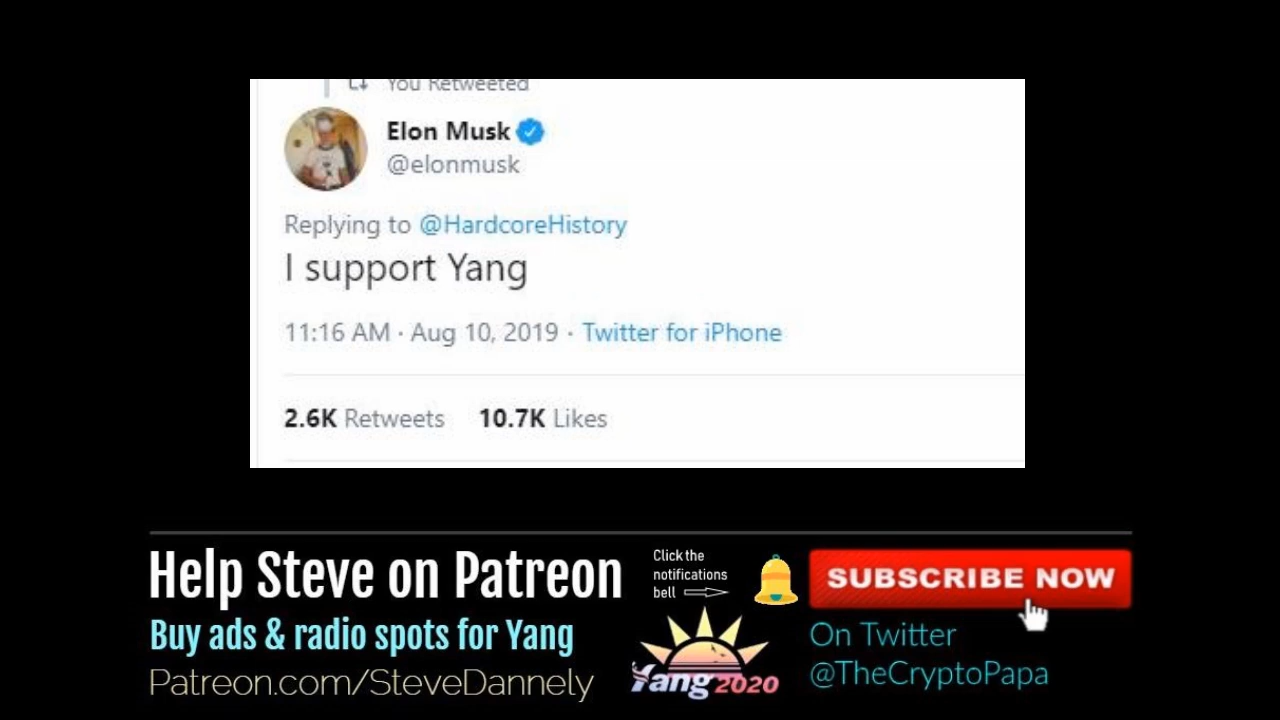 You Retweeted
Elon Musk
@elonmusk
Replying to @HardcoreHistory
I support Yang
11:16 AM · Aug 10, 2019 · Twitter for iPhone
2.6K Retweets 10.7K Likes
Help Steve on Patreon
Buy ads & radio spots for Yang
Patreon.com/SteveDannely
Click the
notifications
bell
Yang 2020
SUBSCRIBE NOW
On Twitter
@TheCryptoPapa